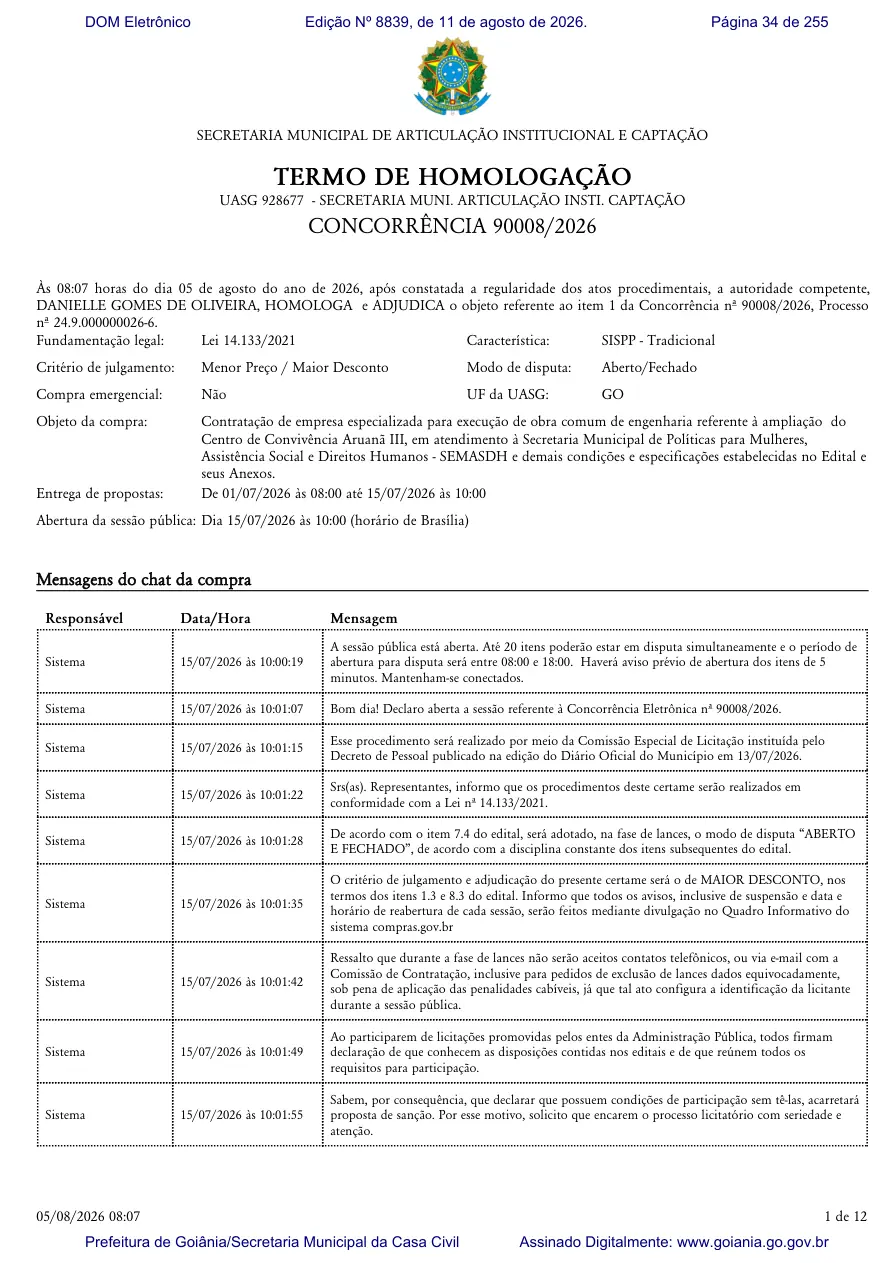 DOM Eletrônico Edição Nº 8839, de 11 de agosto de 2026. Página 34 de 255
SECRETARIA MUNICIPAL DE ARTICULAÇÃO INSTITUCIONAL E CAPTAÇÃO
TERMO DE HOMOLOGAÇÃO
UASG 928677 - SECRETARIA MUNI. ARTICULAÇÃO INSTI. CAPTAÇÃO
CONCORRÊNCIA 90008/2026
Às 08:07 horas do dia 05 de agosto do ano de 2026, após constatada a regularidade dos atos procedimentais, a autoridade competente,
DANIELLE GOMES DE OLIVEIRA, HOMOLOGA e ADJUDICA o objeto referente ao item 1 da Concorrência nª 90008/2026, Processo
nª 24.9.000000026-6.
Fundamentação legal: Lei 14.133/2021 Característica: SISPP - Tradicional
Critério de julgamento: Menor Preço / Maior Desconto Modo de disputa: Aberto/Fechado
Compra emergencial: Não UF da UASG: GO
Objeto da compra: Contratação de empresa especializada para execução de obra comum de engenharia referente à ampliação do
Centro de Convivência Aruanã III, em atendimento à Secretaria Municipal de Políticas para Mulheres,
Assistência Social e Direitos Humanos - SEMASDH e demais condições e especificações estabelecidas no Edital e
seus Anexos.
Entrega de propostas: De 01/07/2026 às 08:00 até 15/07/2026 às 10:00
Abertura da sessão pública: Dia 15/07/2026 às 10:00 (horário de Brasília)
Mensagens do chat da compra
Responsável Data/Hora Mensagem
Sistema 15/07/2026 às 10:00:19 A sessão pública está aberta. Até 20 itens poderão estar em disputa simultaneamente e o período de
abertura para disputa será entre 08:00 e 18:00. Haverá aviso prévio de abertura dos itens de 5
minutos. Mantenham-se conectados.
Sistema 15/07/2026 às 10:01:07 Bom dia! Declaro aberta a sessão referente à Concorrência Eletrônica nª 90008/2026.
Sistema 15/07/2026 às 10:01:15 Esse procedimento será realizado por meio da Comissão Especial de Licitação instituída pelo
Decreto de Pessoal publicado na edição do Diário Oficial do Município em 13/07/2026.
Sistema 15/07/2026 às 10:01:22 Srs(as). Representantes, informo que os procedimentos deste certame serão realizados em
conformidade com a Lei nª 14.133/2021.
Sistema 15/07/2026 às 10:01:28 De acordo com o item 7.4 do edital, será adotado, na fase de lances, o modo de disputa “ABERTO
E FECHADO”, de acordo com a disciplina constante dos itens subsequentes do edital.
Sistema 15/07/2026 às 10:01:35 O critério de julgamento e adjudicação do presente certame será o de MAIOR DESCONTO, nos
termos dos itens 1.3 e 8.3 do edital. Informo que todos os avisos, inclusive de suspensão e data e
horário de reabertura de cada sessão, serão feitos mediante divulgação no Quadro Informativo do
sistema compras.gov.br
Sistema 15/07/2026 às 10:01:42 Ressalto que durante a fase de lances não serão aceitos contatos telefônicos, ou via e-mail com a
Comissão de Contratação, inclusive para pedidos de exclusão de lances dados equivocadamente,
sob pena de aplicação das penalidades cabíveis, já que tal ato configura a identificação da licitante
durante a sessão pública.
Sistema 15/07/2026 às 10:01:49 Ao participarem de licitações promovidas pelos entes da Administração Pública, todos firmam
declaração de que conhecem as disposições contidas nos editais e de que reúnem todos os
requisitos para participação.
Sistema 15/07/2026 às 10:01:55 Sabem, por consequência, que declarar que possuem condições de participação sem tê-las, acarretará
proposta de sanção. Por esse motivo, solicito que encarem o processo licitatório com seriedade e
atenção.
05/08/2026 08:07 1 de 12
Prefeitura de Goiânia/Secretaria Municipal da Casa Civil Assinado Digitalmente: www.goiania.go.gov.br